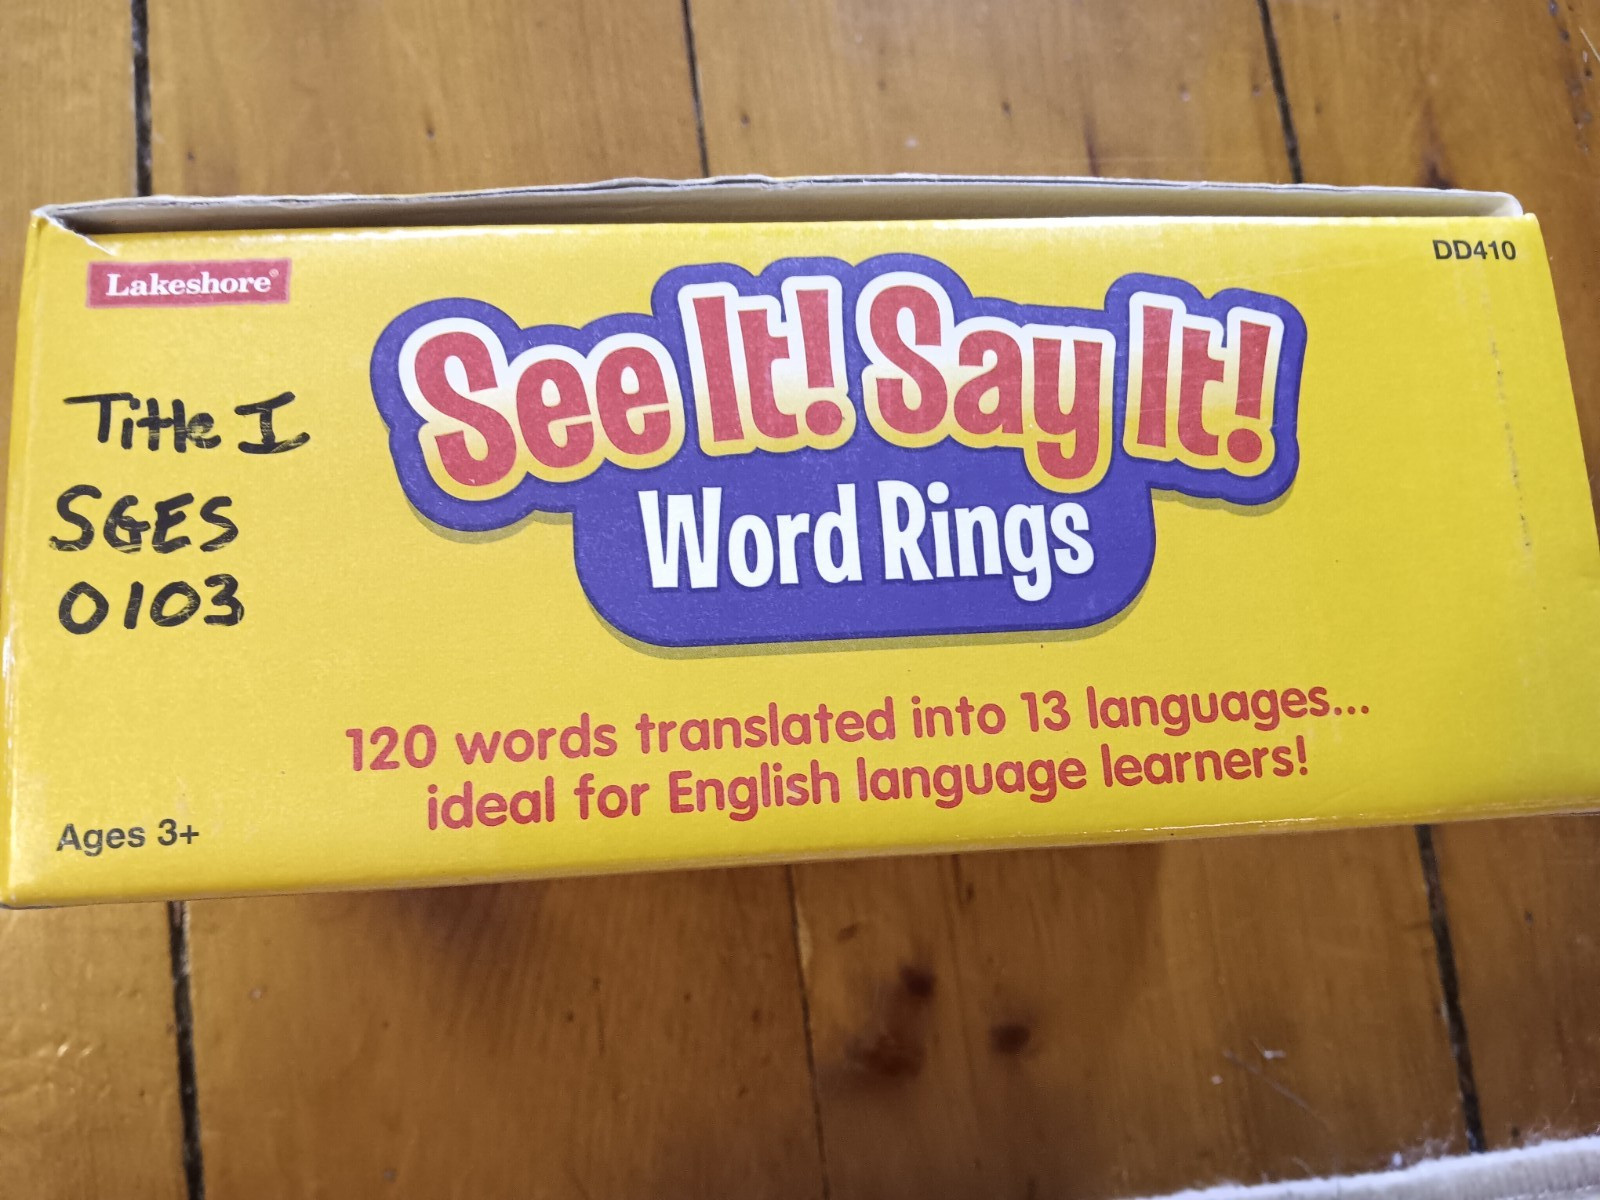 Lakeshore®
DD410
See It! Say It!
Word Rings
Title I
SGES
0103
120 words translated into 13 languages...
ideal for English language learners!
Ages 3+